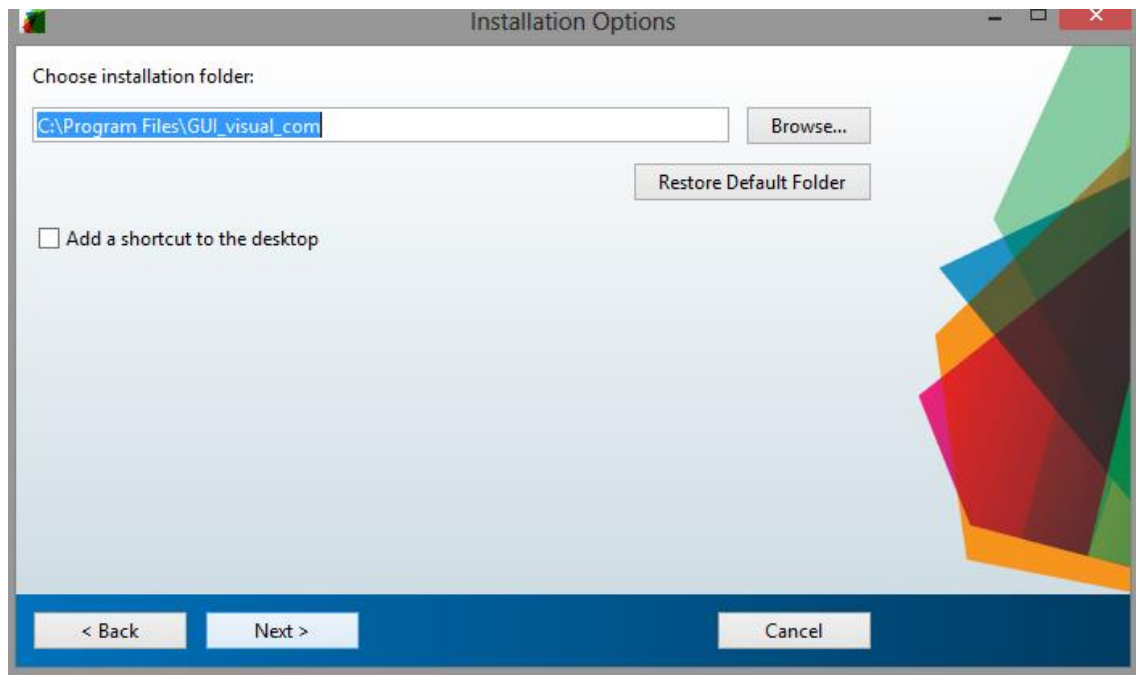 Installation Options
Choose installation folder:
C:\Program Files\GUI_visual_com
Browse...
Restore Default Folder
Add a shortcut to the desktop
< Back
Next >
Cancel